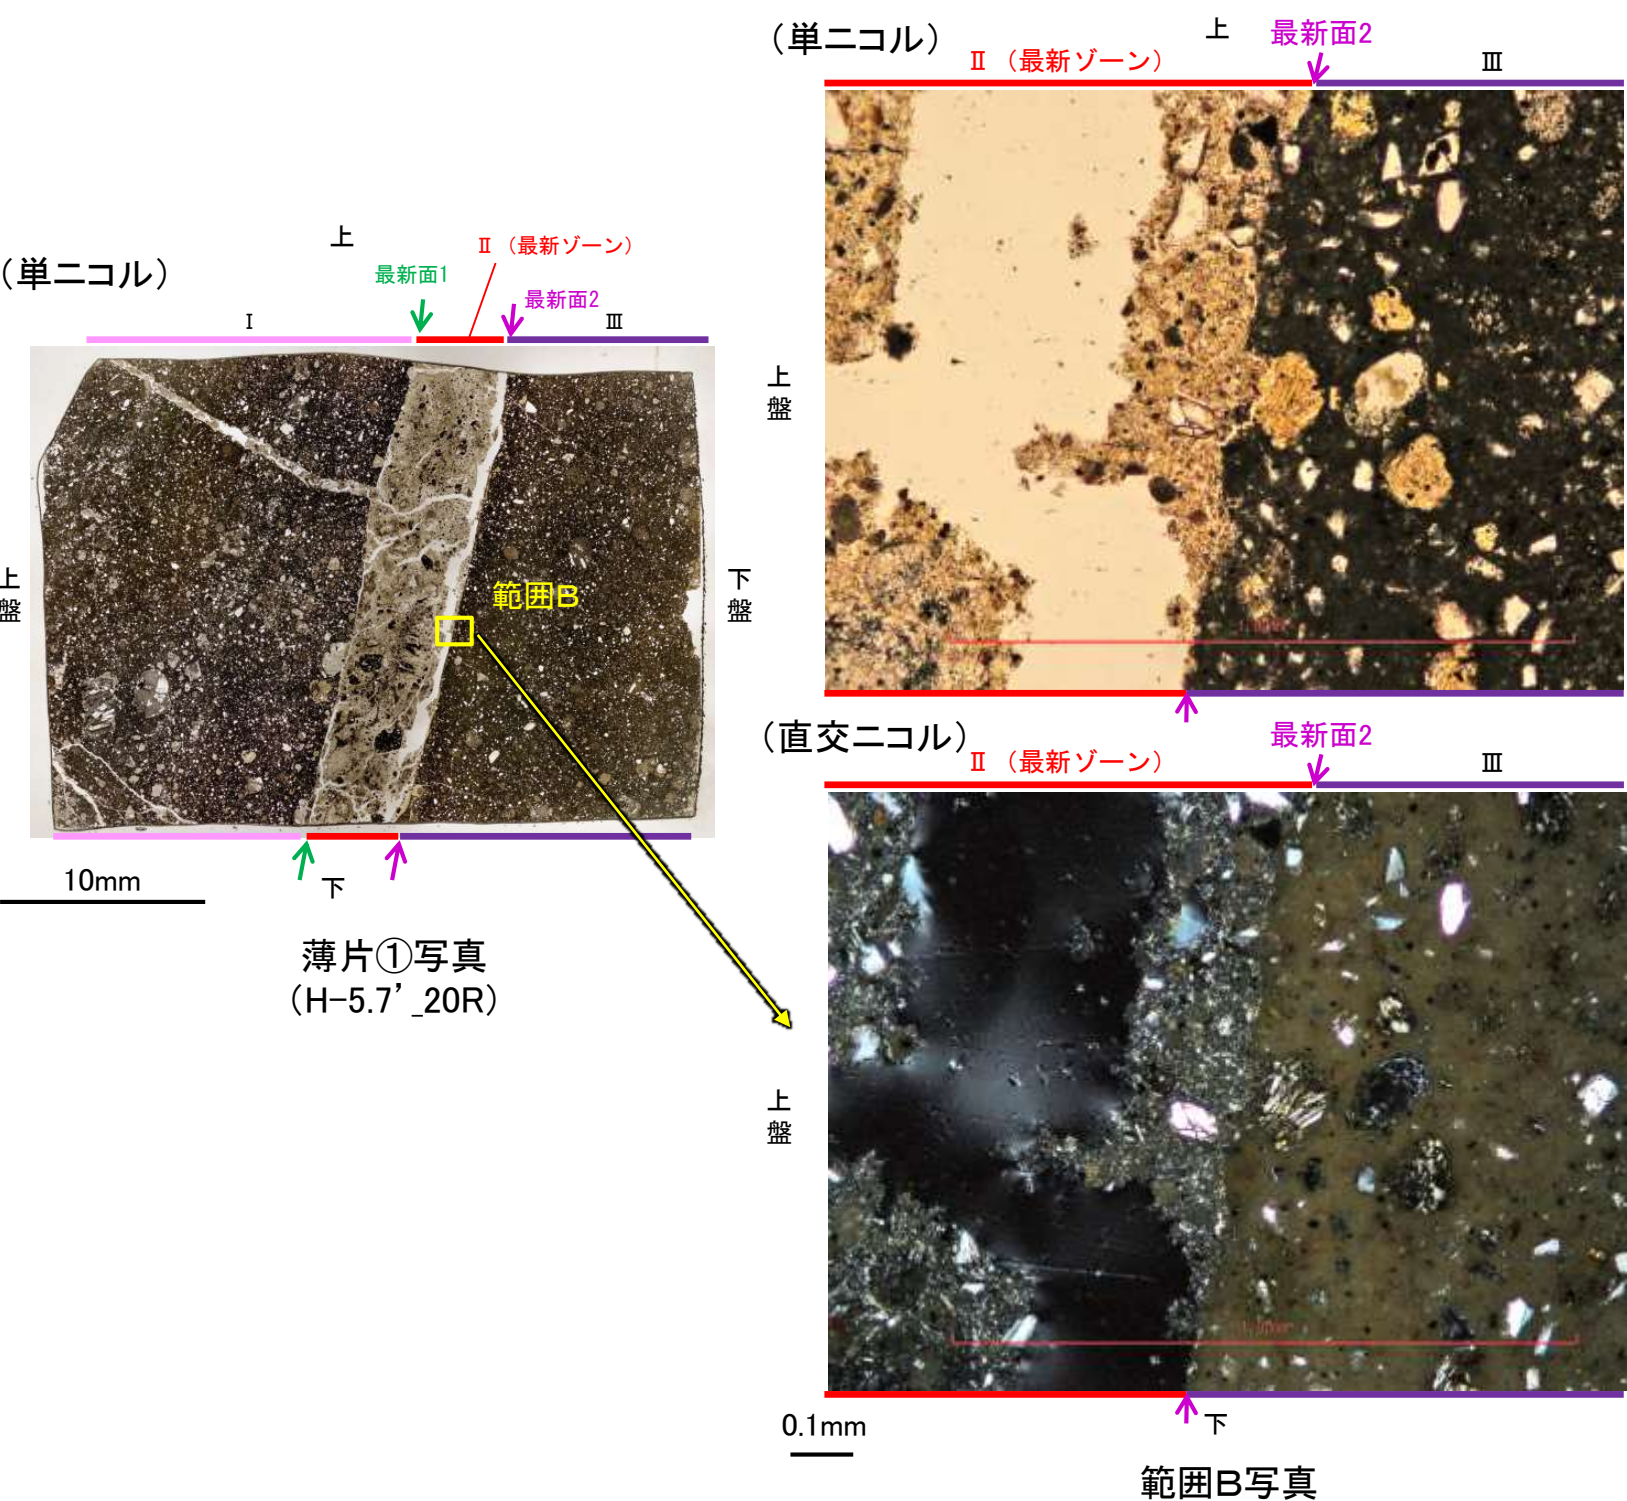 （単ニコル）
上
Ⅱ （最新ゾーン）
最新面1
最新面2
Ⅰ
Ⅲ
上盤
下盤
範囲B
10mm
下
薄片①写真
（H−5.7’_20R）
（単ニコル）
上
最新面2
Ⅱ （最新ゾーン）
Ⅲ
上盤
（直交ニコル）
最新面2
Ⅱ （最新ゾーン）
Ⅲ
上盤
下
0.1mm
範囲B写真